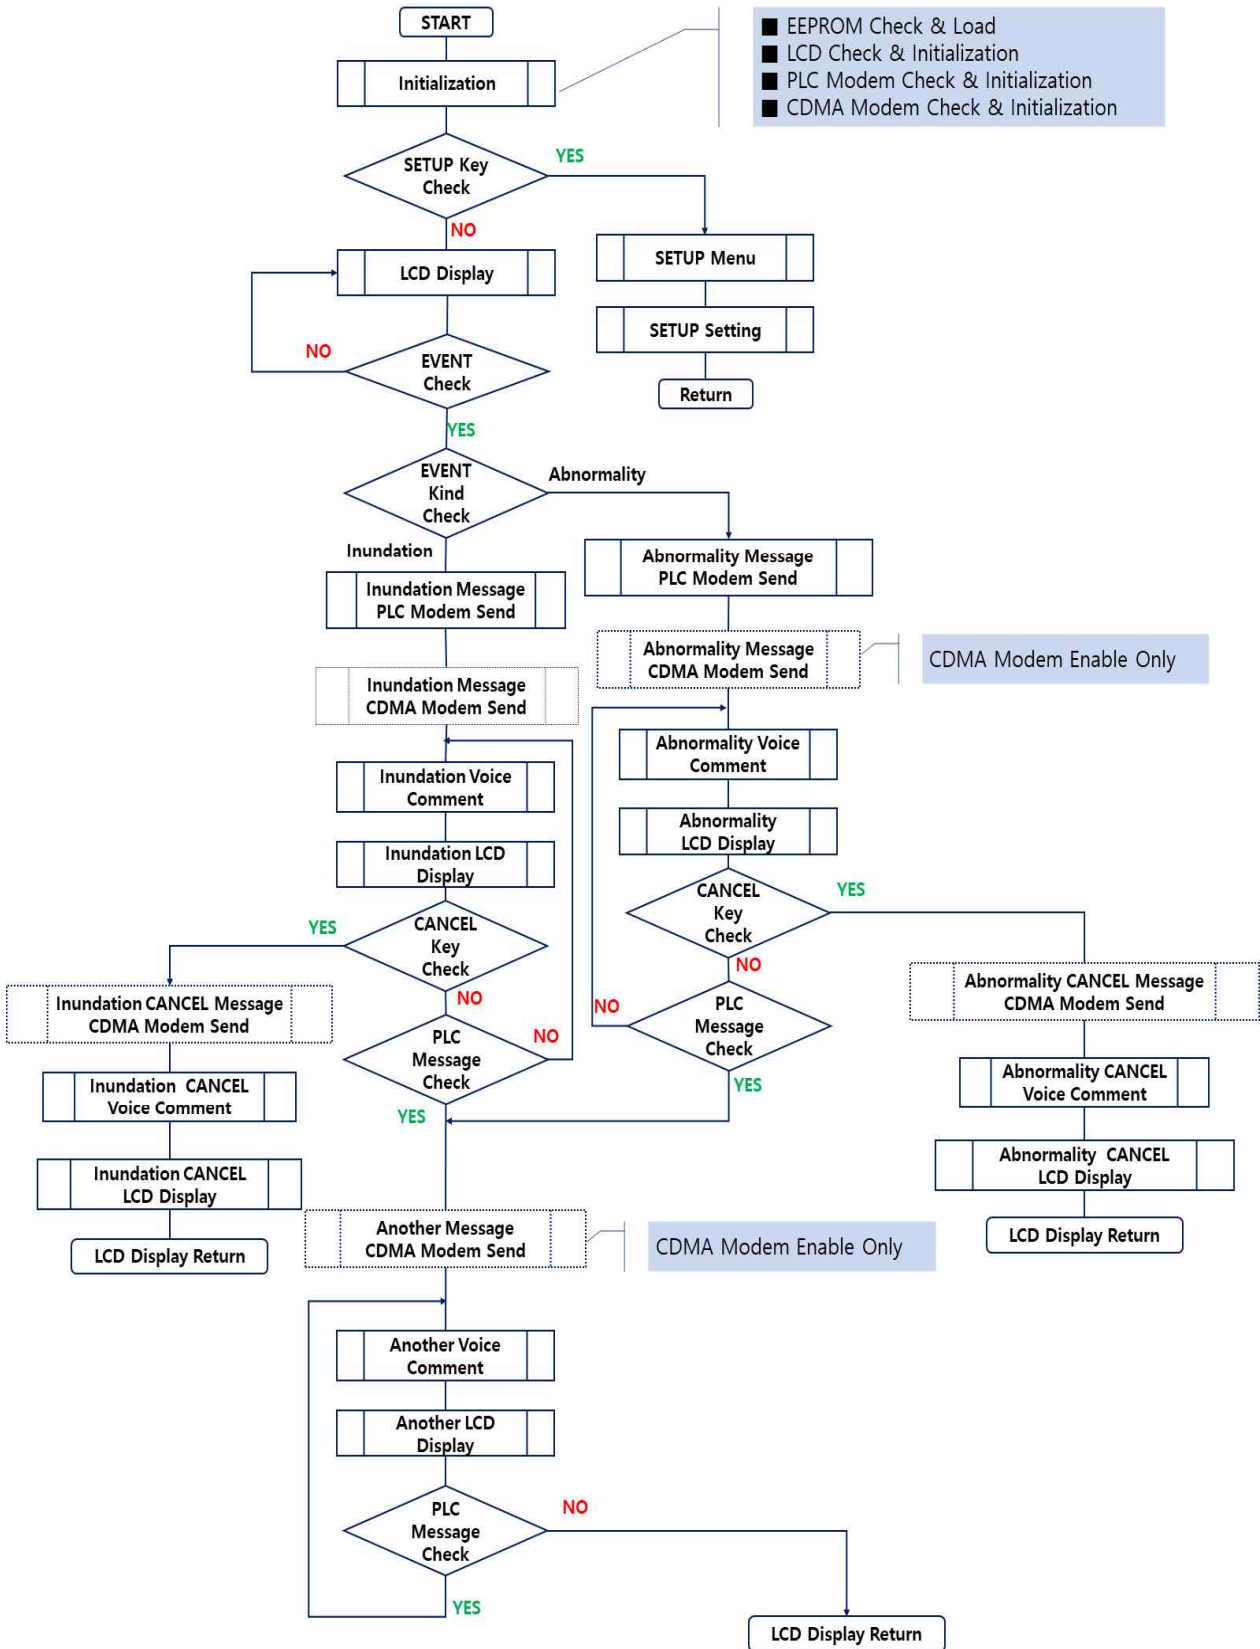 START
■ EEPROM Check & Load
■ LCD Check & Initialization
■ PLC Modem Check & Initialization
■ CDMA Modem Check & Initialization
Initialization
SETUP Key
Check
YES
NO
LCD Display
SETUP Menu
SETUP Setting
Return
NO
EVENT
Check
YES
EVENT
Kind
Check
Abnormality
Inundation
Abnormality Message
PLC Modem Send
Inundation Message
PLC Modem Send
Abnormality Message
CDMA Modem Send
CDMA Modem Enable Only
Inundation Message
CDMA Modem Send
Abnormality Voice
Comment
Inundation Voice
Comment
Abnormality
LCD Display
Inundation LCD
Display
CANCEL
Key
Check
YES
NO
YES
CANCEL
Key
Check
NO
Abnormality CANCEL Message
CDMA Modem Send
Inundation CANCEL Message
CDMA Modem Send
NO
PLC
Message
Check
YES
PLC
Message
Check
NO
YES
Abnormality CANCEL
Voice Comment
Inundation CANCEL
Voice Comment
Abnormality CANCEL
LCD Display
Inundation CANCEL
LCD Display
LCD Display Return
LCD Display Return
Another Message
CDMA Modem Send
CDMA Modem Enable Only
Another Voice
Comment
Another LCD
Display
PLC
Message
Check
NO
YES
LCD Display Return